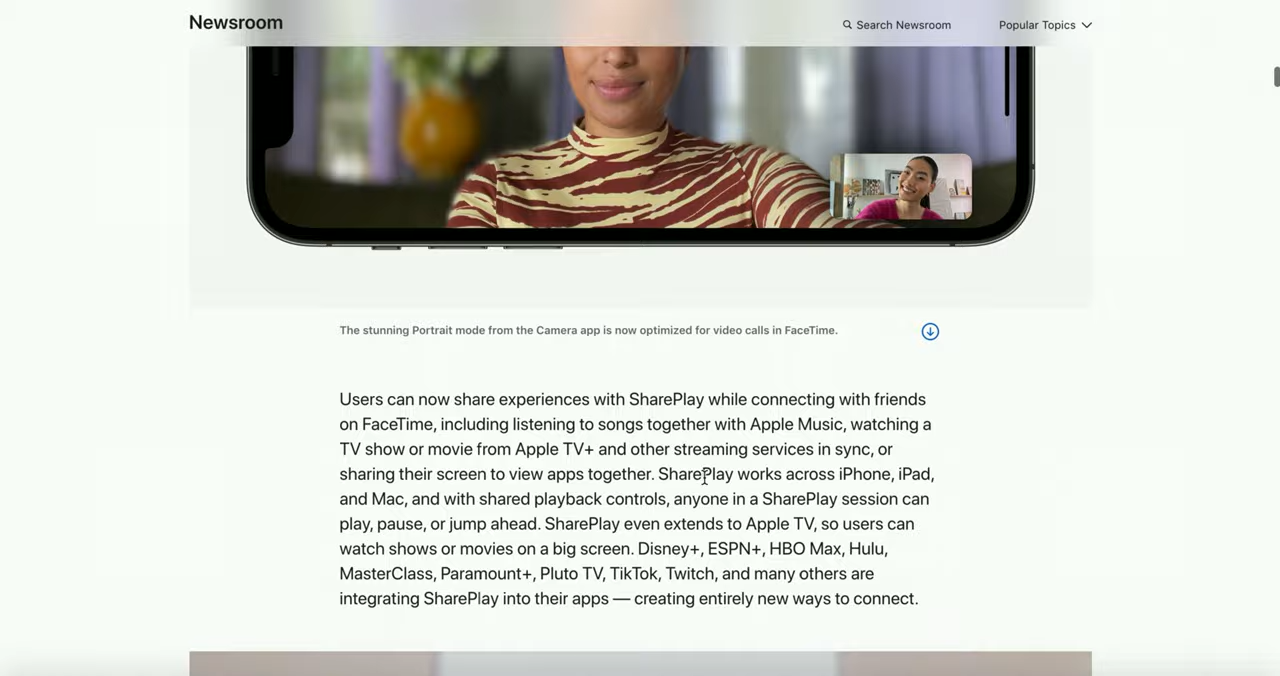 Newsroom
Search Newsroom
Popular Topics
The stunning Portrait mode from the Camera app is now optimized for video calls in FaceTime.
Users can now share experiences with SharePlay while connecting with friends
on FaceTime, including listening to songs together with Apple Music, watching a
TV show or movie from Apple TV+ and other streaming services in sync, or
sharing their screen to view apps together. SharePlay works across iPhone, iPad,
and Mac, and with shared playback controls, anyone in a SharePlay session can
play, pause, or jump ahead. SharePlay even extends to Apple TV, so users can
watch shows or movies on a big screen. Disney+, ESPN+, HBO Max, Hulu,
MasterClass, Paramount+, Pluto TV, TikTok, Twitch, and many others are
integrating SharePlay into their apps — creating entirely new ways to connect.